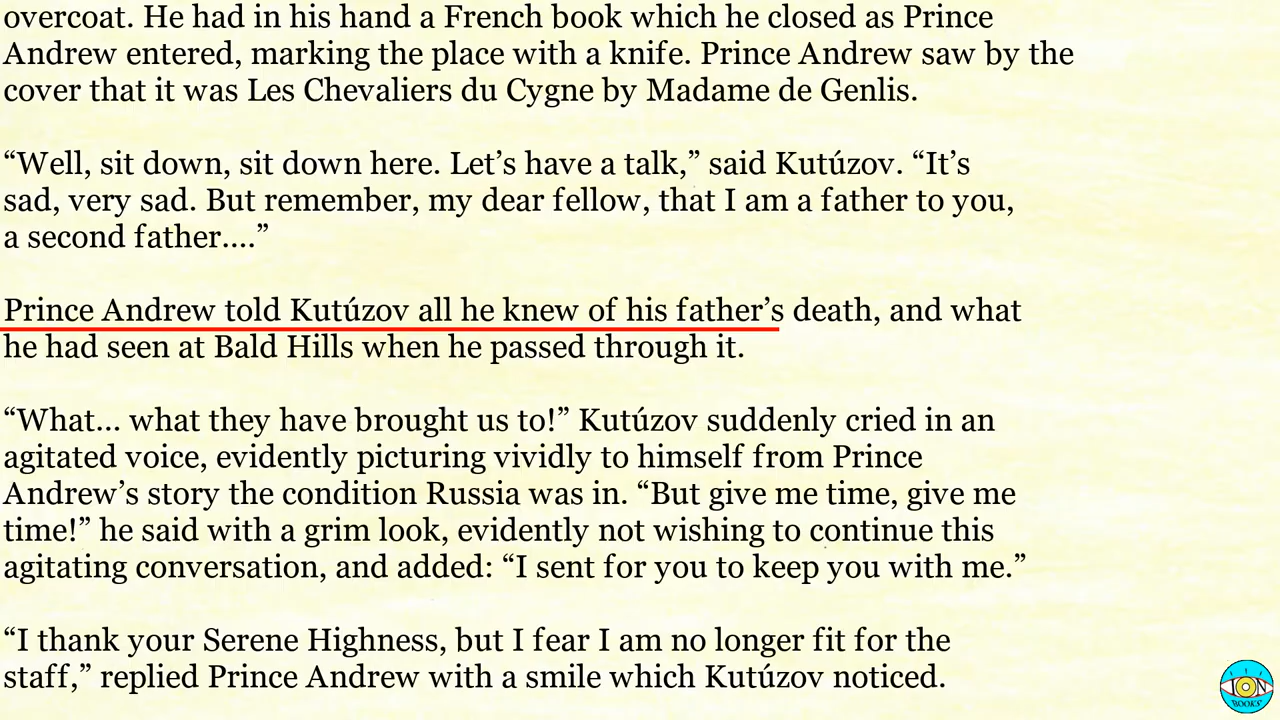 overcoat. He had in his hand a French book which he closed as Prince
Andrew entered, marking the place with a knife. Prince Andrew saw by the
cover that it was Les Chevaliers du Cygne by Madame de Genlis.
“Well, sit down, sit down here. Let’s have a talk,” said Kutúzov. “It’s
sad, very sad. But remember, my dear fellow, that I am a father to you,
a second father....”
Prince Andrew told Kutúzov all he knew of his father’s death, and what
he had seen at Bald Hills when he passed through it.
“What... what they have brought us to!” Kutúzov suddenly cried in an
agitated voice, evidently picturing vividly to himself from Prince
Andrew’s story the condition Russia was in. “But give me time, give me
time!” he said with a grim look, evidently not wishing to continue this
agitating conversation, and added: “I sent for you to keep you with me.”
“I thank your Serene Highness, but I fear I am no longer fit for the
staff,” replied Prince Andrew with a smile which Kutúzov noticed.
ION
BOOKS